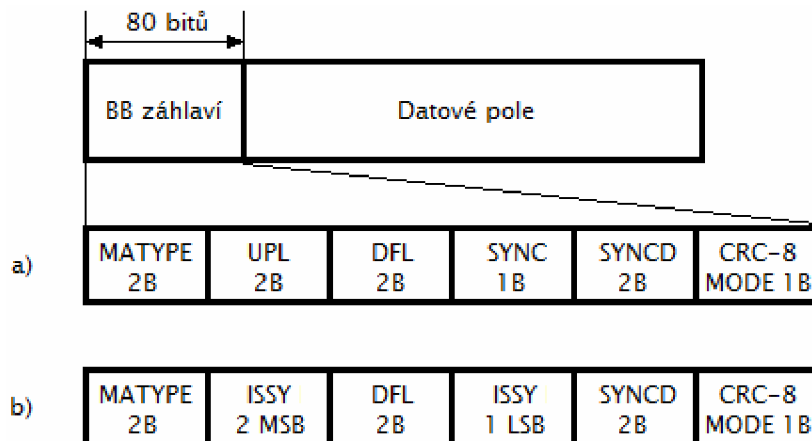 80 bitů
BB záhlaví Datové pole
a) MATYPE UPL DFL SYNC SYNCD CRC-8
2B 2B 2B 1B 2B MODE 1B
b) MATYPE ISSY DFL ISSY SYNCD CRC-8
2B 2 MSB 2B 1 LSB 2B MODE 1B